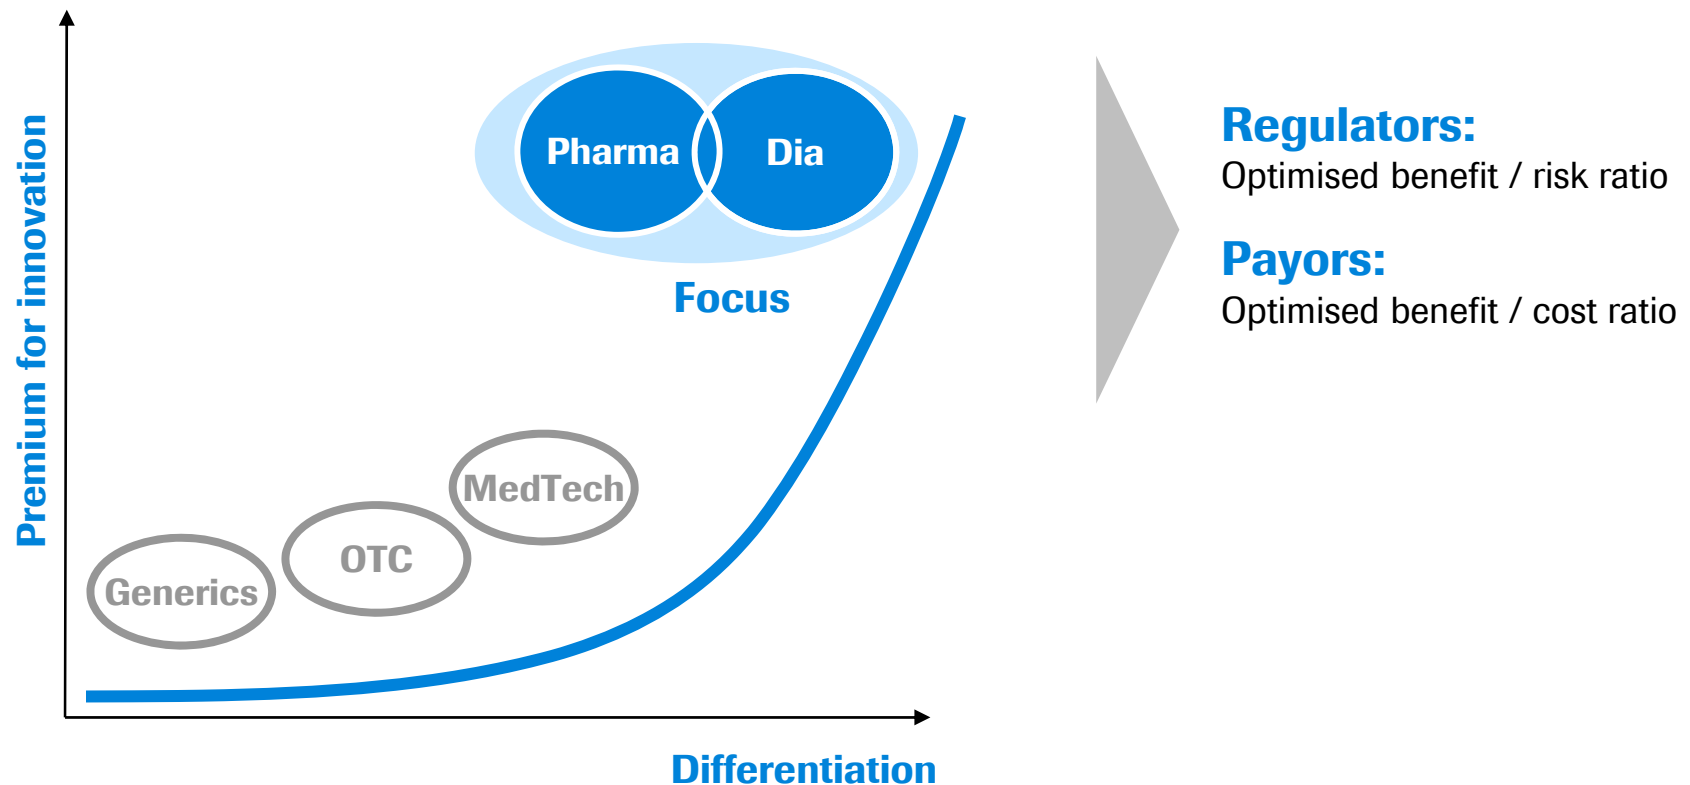 Premium for innovation
Pharma
Dia
Focus
MedTech
OTC
Generics
Differentiation
Regulators:
Optimised benefit / risk ratio
Payors:
Optimised benefit / cost ratio